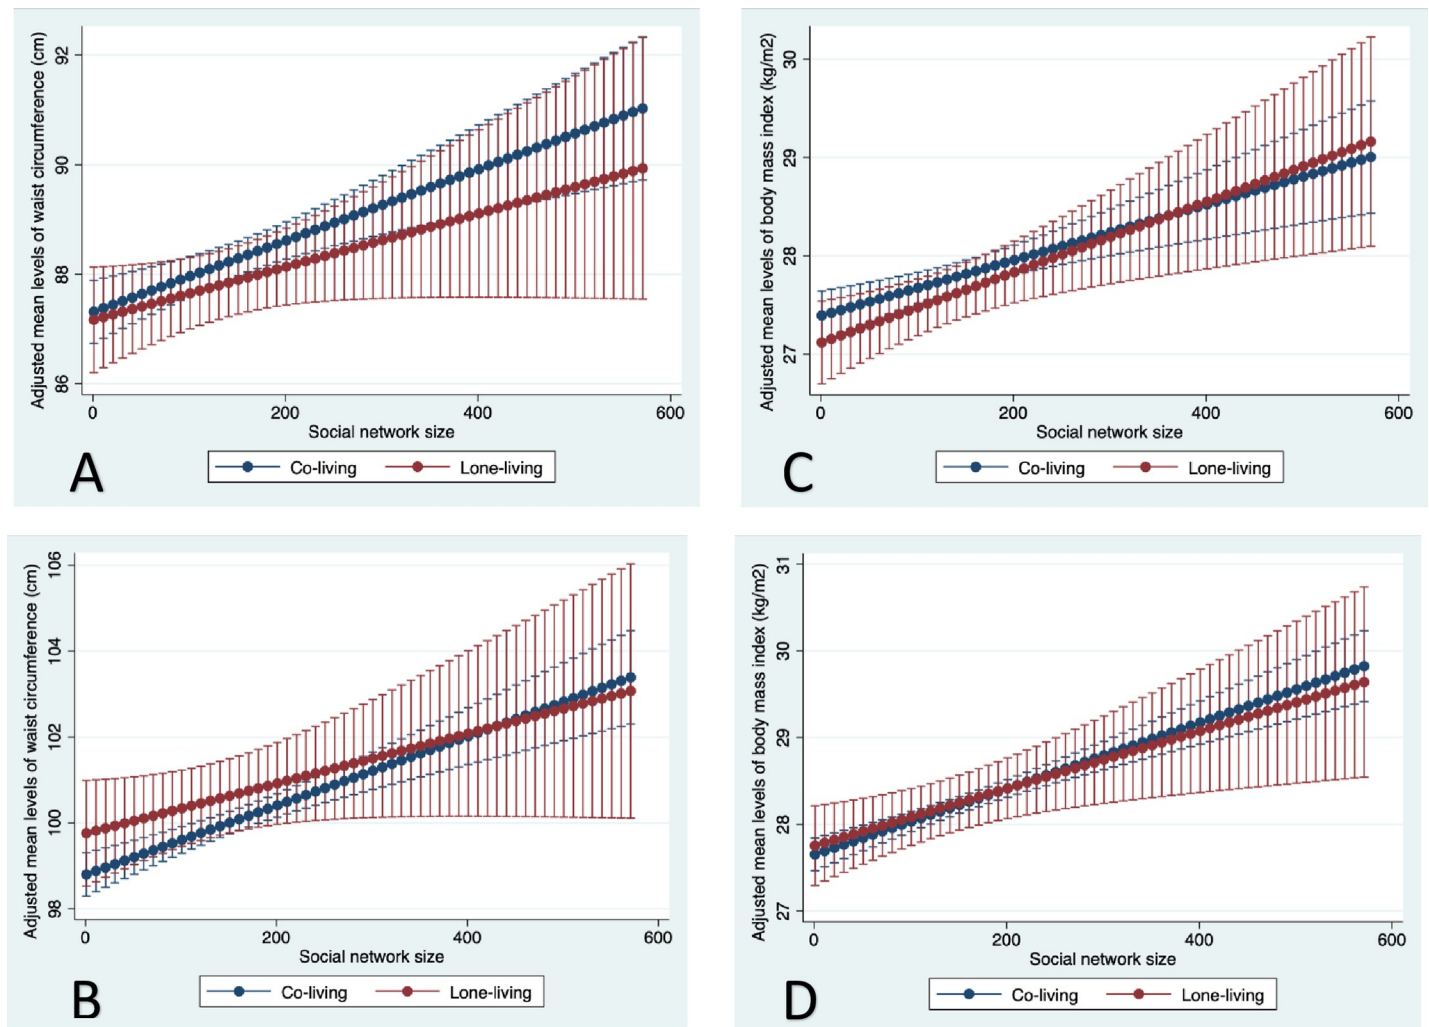 Adjusted mean levels of waist circumference (cm)
92
90
88
86
0 200 400 600
Social network size
Co-living Lone-living
A
Adjusted mean levels of body mass index (kg/m2)
30
29
28
27
0 200 400 600
Social network size
Co-living Lone-living
C
Adjusted mean levels of waist circumference (cm)
106
104
102
100
98
0 200 400 600
Social network size
Co-living Lone-living
B
Adjusted mean levels of body mass index (kg/m2)
31
30
29
28
27
0 200 400 600
Social network size
Co-living Lone-living
D